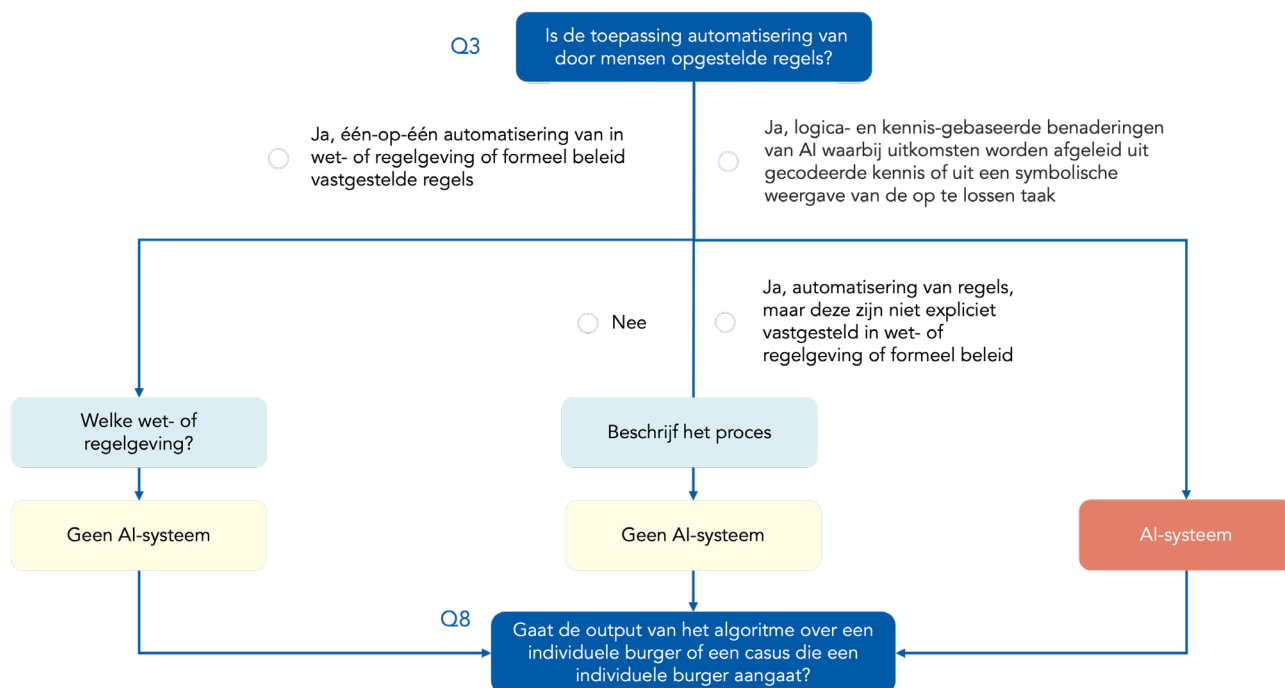 Q3
Is de toepassing automatisering van
door mensen opgestelde regels?
Ja, één-op-één automatisering van in
wet- of regelgeving of formeel beleid
vastgestelde regels
Ja, logica- en kennis-gebaseerde benaderingen
van AI waarbij uitkomsten worden afgeleid uit
gecodeerde kennis of uit een symbolische
weergave van de op te lossen taak
Nee
Ja, automatisering van regels,
maar deze zijn niet expliciet
vastgesteld in wet- of
regelgeving of formeel beleid
Welke wet- of
regelgeving?
Beschrijf het proces
Geen AI-systeem
Geen AI-systeem
AI-systeem
Q8
Gaat de output van het algoritme over een
individuele burger of een casus die een
individuele burger aangaat?